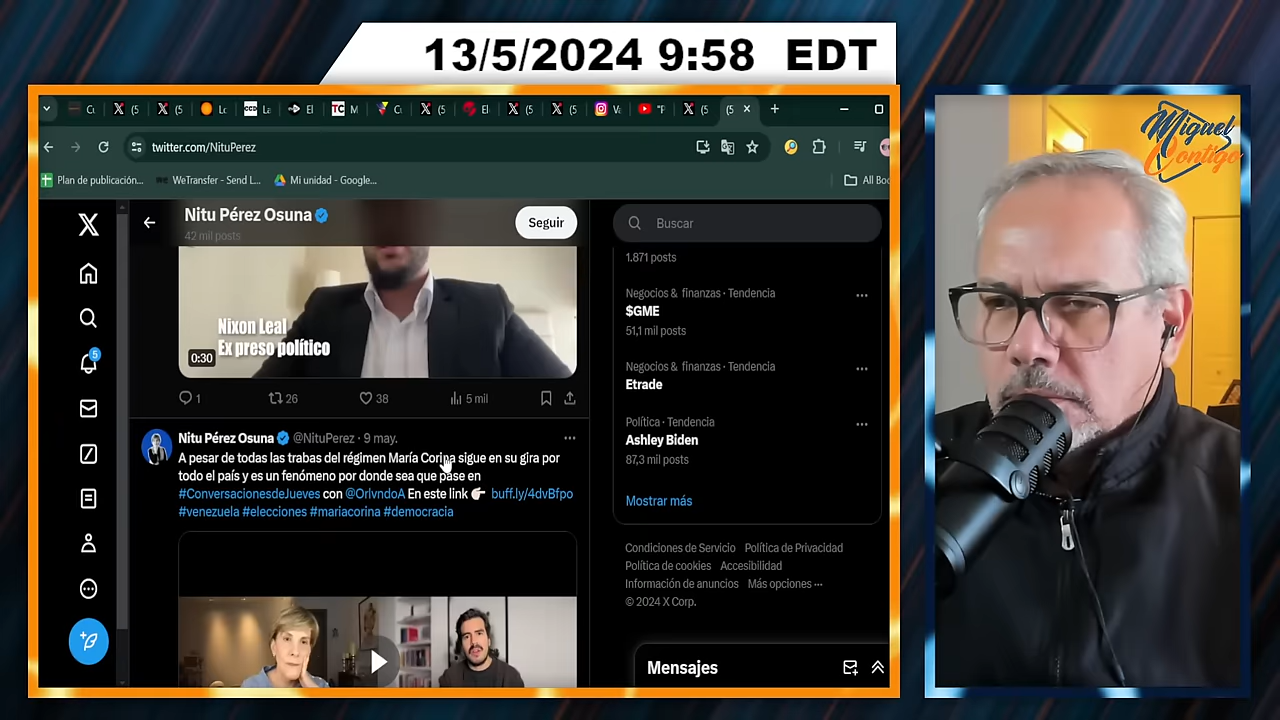 13/5/2024 9:58 EDT
Miguel
Contigo
twitter.com/NituPerez
Plan de publicación...
WeTransfer - Send L...
Mi unidad - Google...
All Boo
Nitu Pérez Osuna
42 mil posts
Seguir
Nixon Leal
Ex preso político
0:30
1
26
38
5 mil
5
Nitu Pérez Osuna @NituPerez · 9 may.
A pesar de todas las trabas del régimen María Corina sigue en su gira por
todo el país y es un fenómeno por donde sea que pase en
#ConversacionesdeJueves con @OrlvndoA En este link 👉 buff.ly/4dvBfpo
#venezuela #elecciones #mariacorina #democracia
Buscar
1.871 posts
Negocios & finanzas · Tendencia
$GME
51,1 mil posts
Negocios & finanzas · Tendencia
Etrade
Política · Tendencia
Ashley Biden
87,3 mil posts
Mostrar más
Condiciones de Servicio Política de Privacidad
Política de cookies Accesibilidad
Información de anuncios Más opciones ···
© 2024 X Corp.
Mensajes